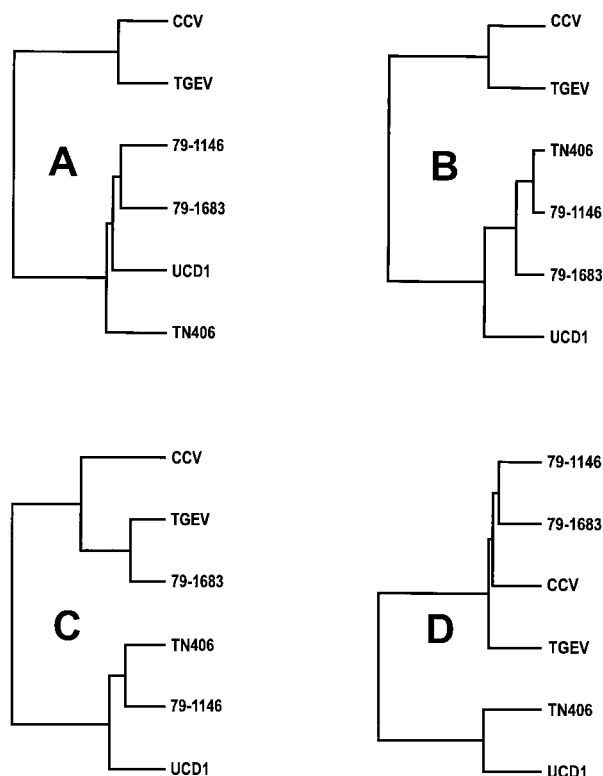 CCV
TGEV
A
79-1146
79-1683
UCD1
TN406
CCV
TGEV
B
TN406
79-1146
79-1683
UCD1
CCV
TGEV
79-1683
C
TN406
79-1146
UCD1
79-1146
79-1683
CCV
D
TGEV
TN406
UCD1